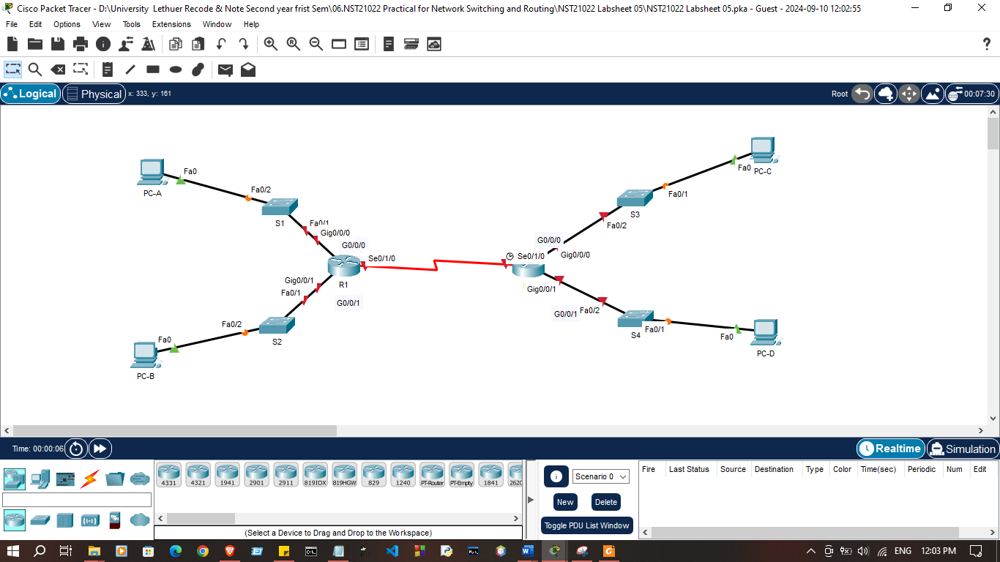 Cisco Packet Tracer - D:\University  Lethuer Recode & Note Second year frist Sem\06.NST21022 Practical for Network Switching and Routing\NST21022 Labsheet 05\NST21022 Labsheet 05.pka - Guest - 2024-09-10 12:02:55
File Edit Options View Tools Extensions Window Help
Logical Physical x: 333, y: 161 Root 00:07:30
PC-A
Fa0
Fa0/2
S1
Fa0/1
Gig0/0/0
G0/0/0
Se0/1/0
R1
Gig0/0/1
Fa0/1
G0/0/1
Fa0/2
S2
Fa0
PC-B
PC-C
Fa0
Fa0/1
S3
Fa0/2
G0/0/0
Se0/1/0
Gig0/0/0
Gig0/0/1
G0/0/1
Fa0/2
S4
Fa0/1
Fa0
PC-D
Time: 00:00:06
Realtime Simulation
4331 4321 1941 2901 2911 819IOX 819HGW 829 1240 PT-Router PT-Empty 1841 2620
(Select a Device to Drag and Drop to the Workspace)
Scenario 0
New Delete
Toggle PDU List Window
Fire Last Status Source Destination Type Color Time(sec) Periodic Num Edit
ENG 12:03 PM